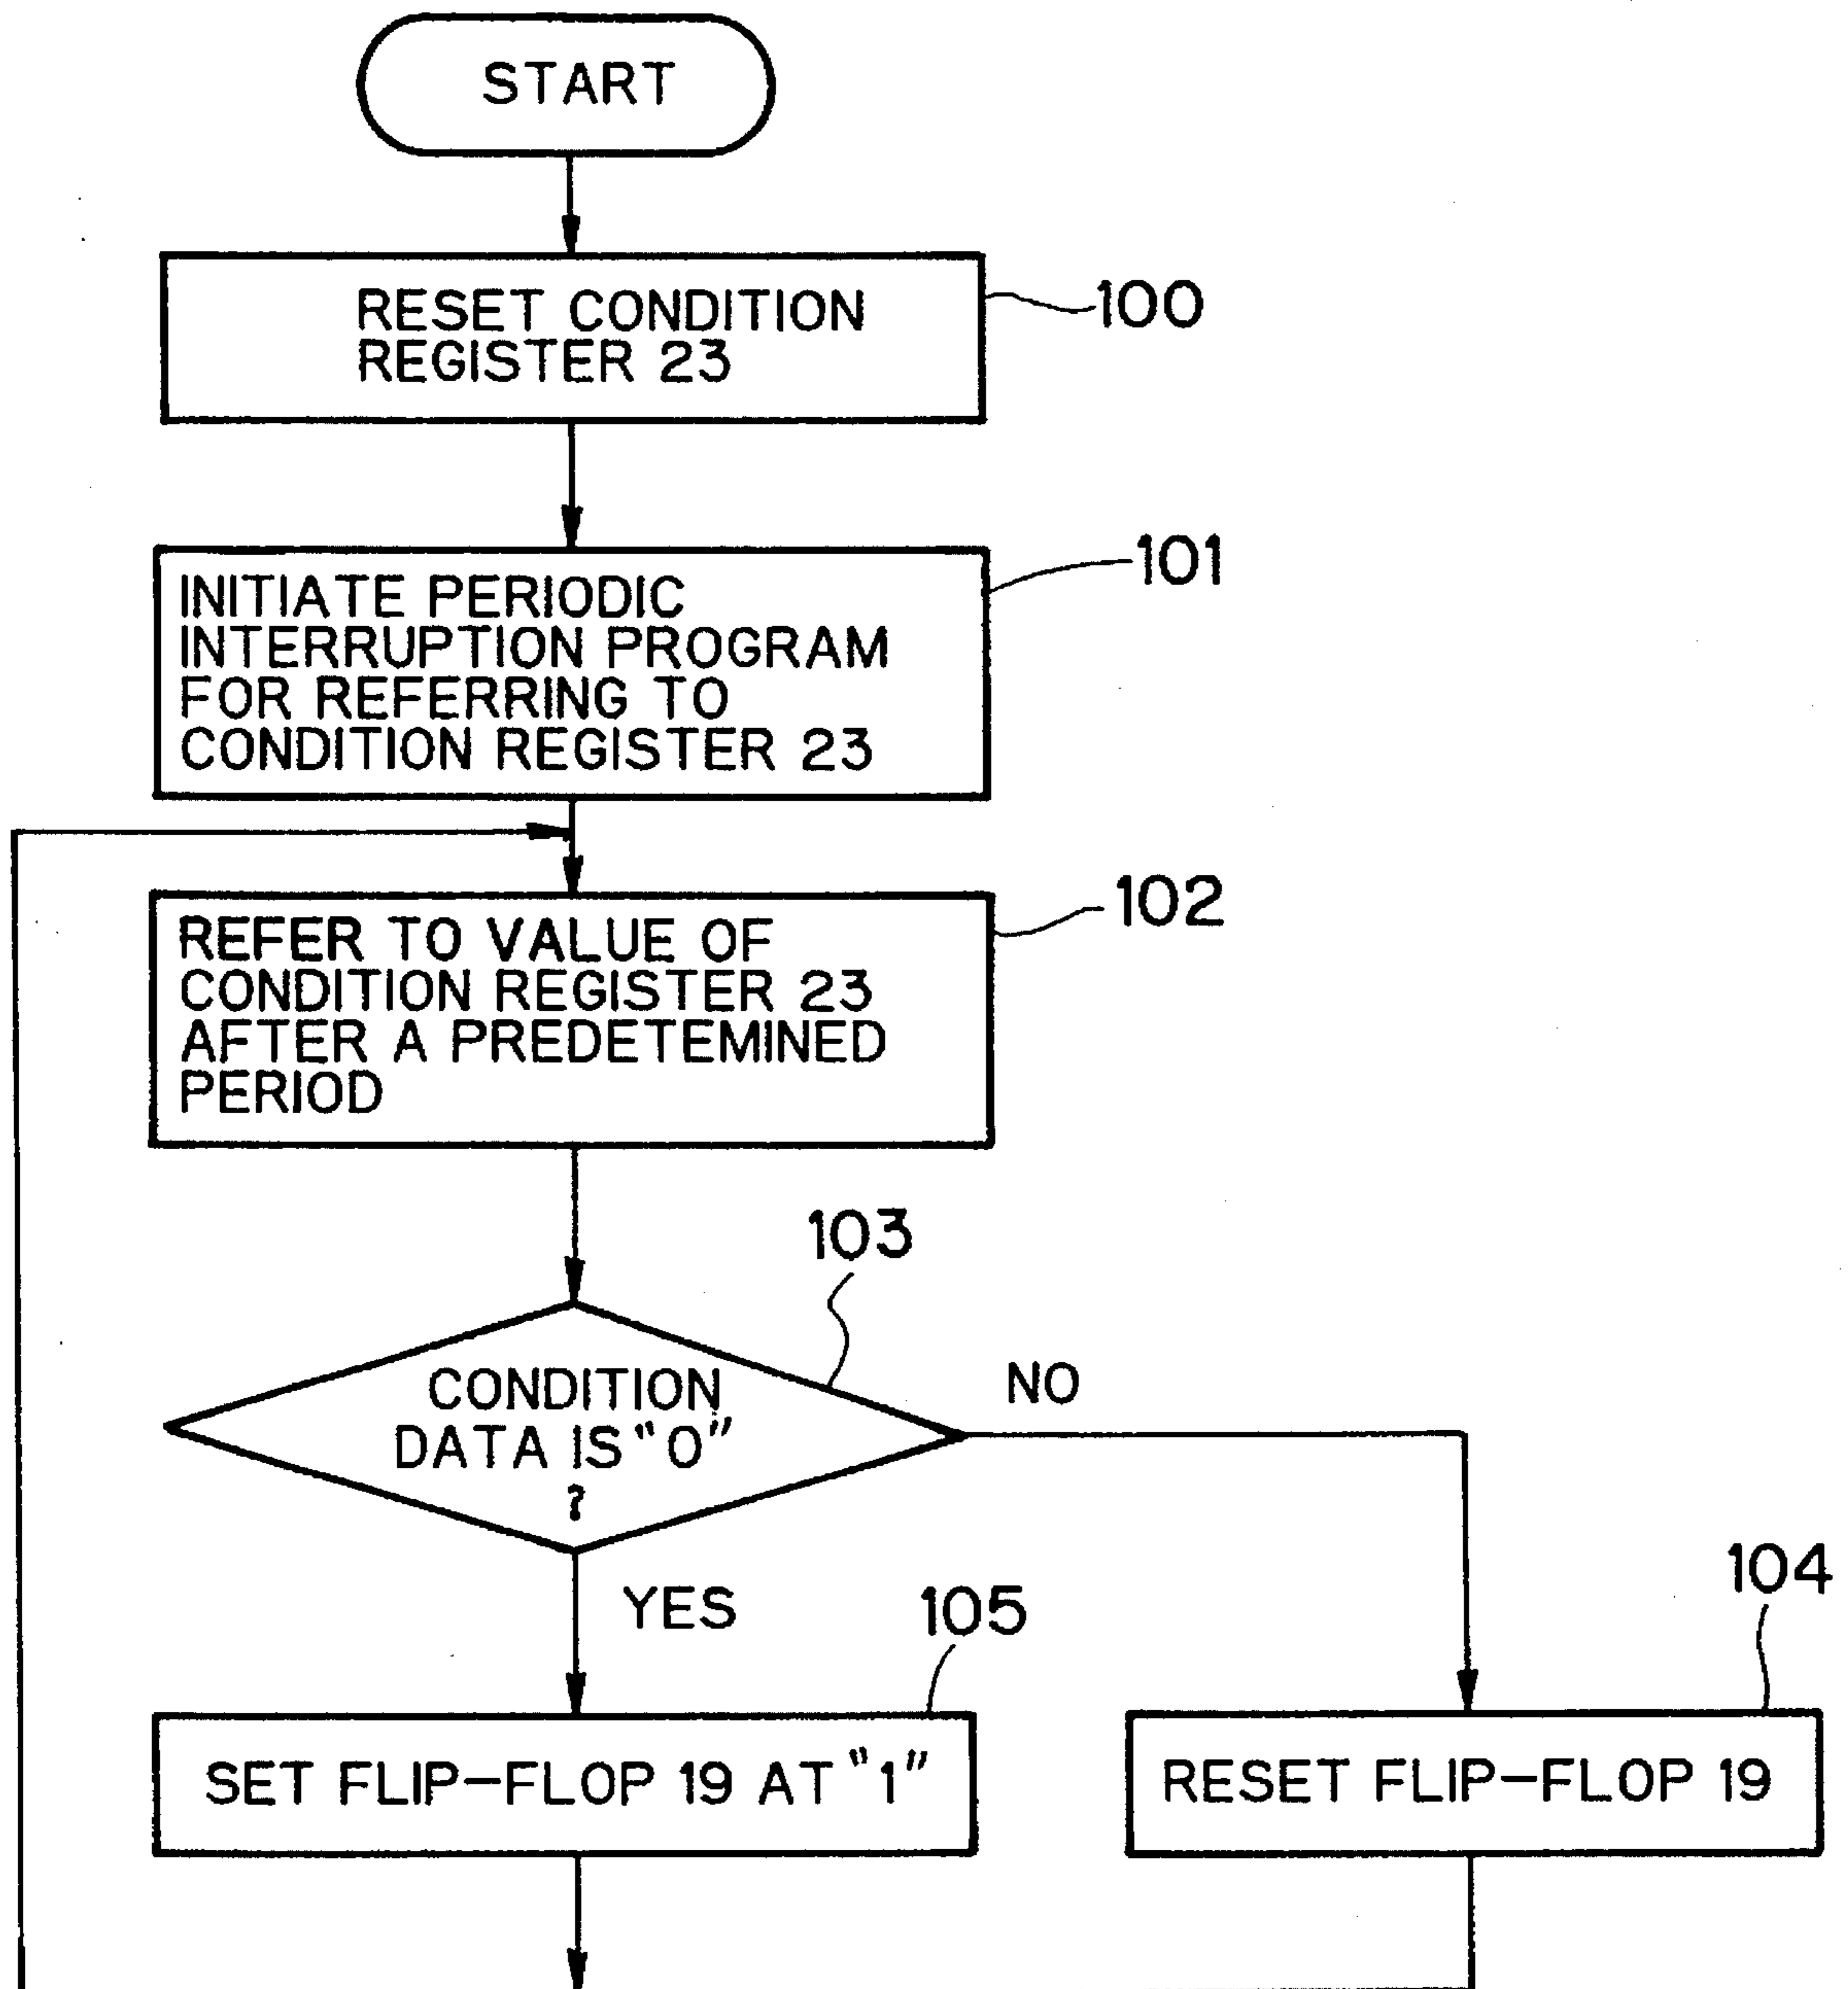 START
RESET CONDITION
REGISTER 23
100
INITIATE PERIODIC
INTERRUPTION PROGRAM
FOR REFERRING TO
CONDITION REGISTER 23
101
REFER TO VALUE OF
CONDITION REGISTER 23
AFTER A PREDETEMINED
PERIOD
102
103
CONDITION
DATA IS "0"
?
NO
YES
105
104
SET FLIP-FLOP 19 AT "1"
RESET FLIP-FLOP 19